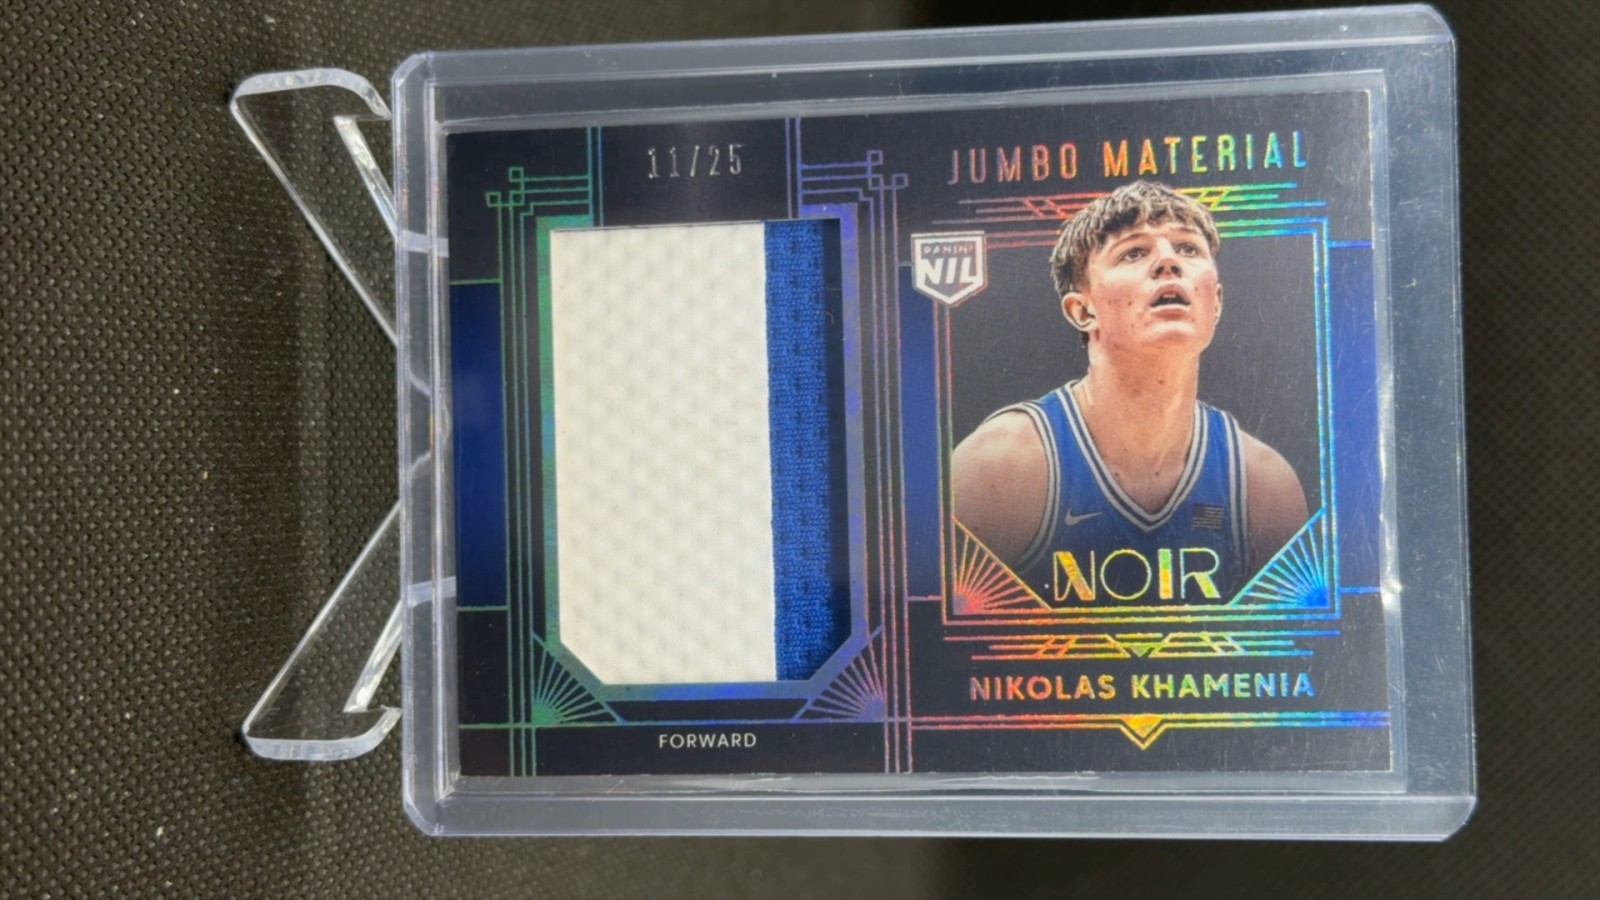 11/25
JUMBO MATERIAL
PANINI
NIL
NOIR
NIKOLAS KHAMENIA
FORWARD